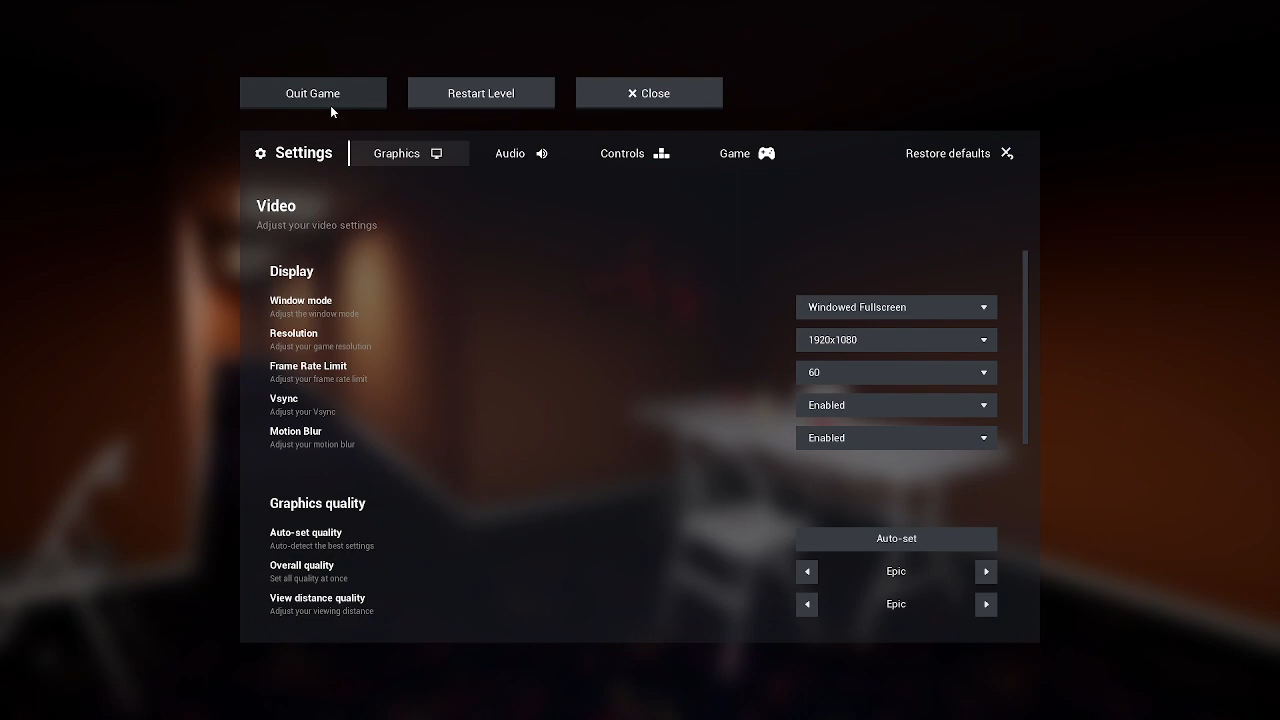 Quit Game
Restart Level
Close
Settings
Graphics
Audio
Controls
Game
Restore defaults
Video
Adjust your video settings
Display
Window mode
Windowed Fullscreen
Adjust the window mode
Resolution
1920x1080
Adjust your game resolution
Frame Rate Limit
60
Adjust your frame rate limit
Vsync
Enabled
Adjust your Vsync
Motion Blur
Enabled
Adjust your motion blur
Graphics quality
Auto-set quality
Auto-set
Auto-detect the best settings
Overall quality
Epic
Set all quality at once
View distance quality
Epic
Adjust your viewing distance